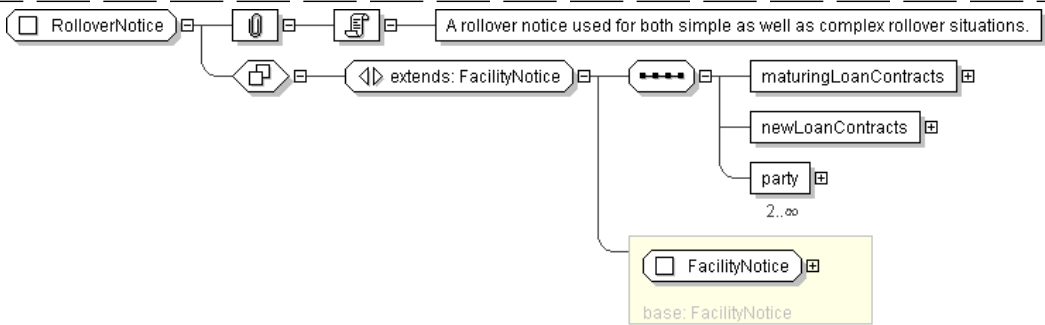 RolloverNotice
A rollover notice used for both simple as well as complex rollover situations.
extends: FacilityNotice
maturingLoanContracts
newLoanContracts
party
2..∞
FacilityNotice
base: FacilityNotice